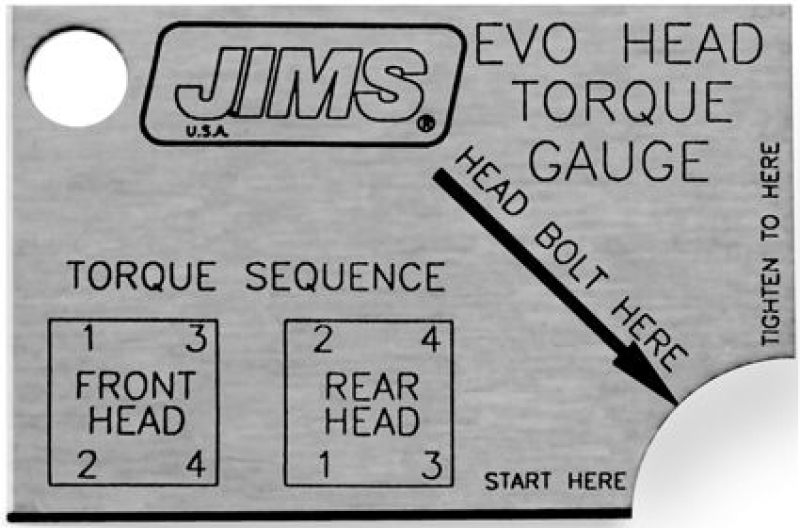 JIMS®
U.S.A.
EVO HEAD
TORQUE
GAUGE
HEAD BOLT HERE
TIGHTEN TO HERE
TORQUE SEQUENCE
1 3
FRONT
HEAD
2 4
2 4
REAR
HEAD
1 3
START HERE